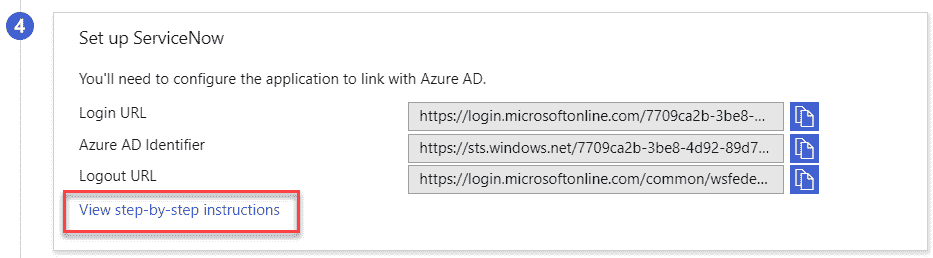 4
Set up ServiceNow
You'll need to configure the application to link with Azure AD.
Login URL https://login.microsoftonline.com/7709ca2b-3be8-...
Azure AD Identifier https://sts.windows.net/7709ca2b-3be8-4d92-89d7...
Logout URL https://login.microsoftonline.com/common/wsfede...
View step-by-step instructions